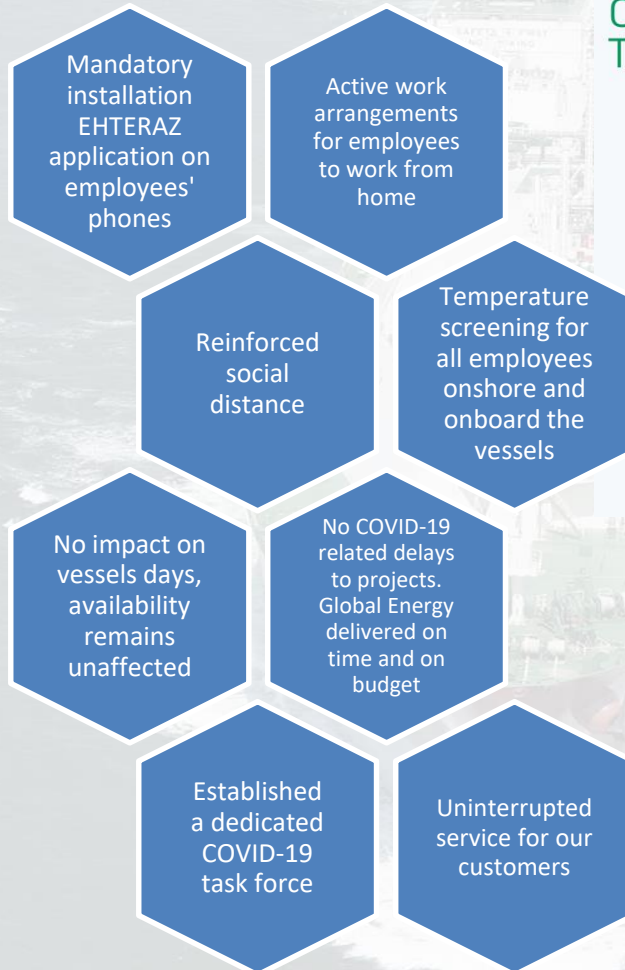 Mandatory
installation
EHTERAZ
application on
employees'
phones
Active work
arrangements
for employees
to work from
home
Reinforced
social
distance
Temperature
screening for
all employees
onshore and
onboard the
vessels
No impact on
vessels days,
availability
remains
unaffected
No COVID-19
related delays
to projects.
Global Energy
delivered on
time and on
budget
Established
a dedicated
COVID-19
task force
Uninterrupted
service for our
customers